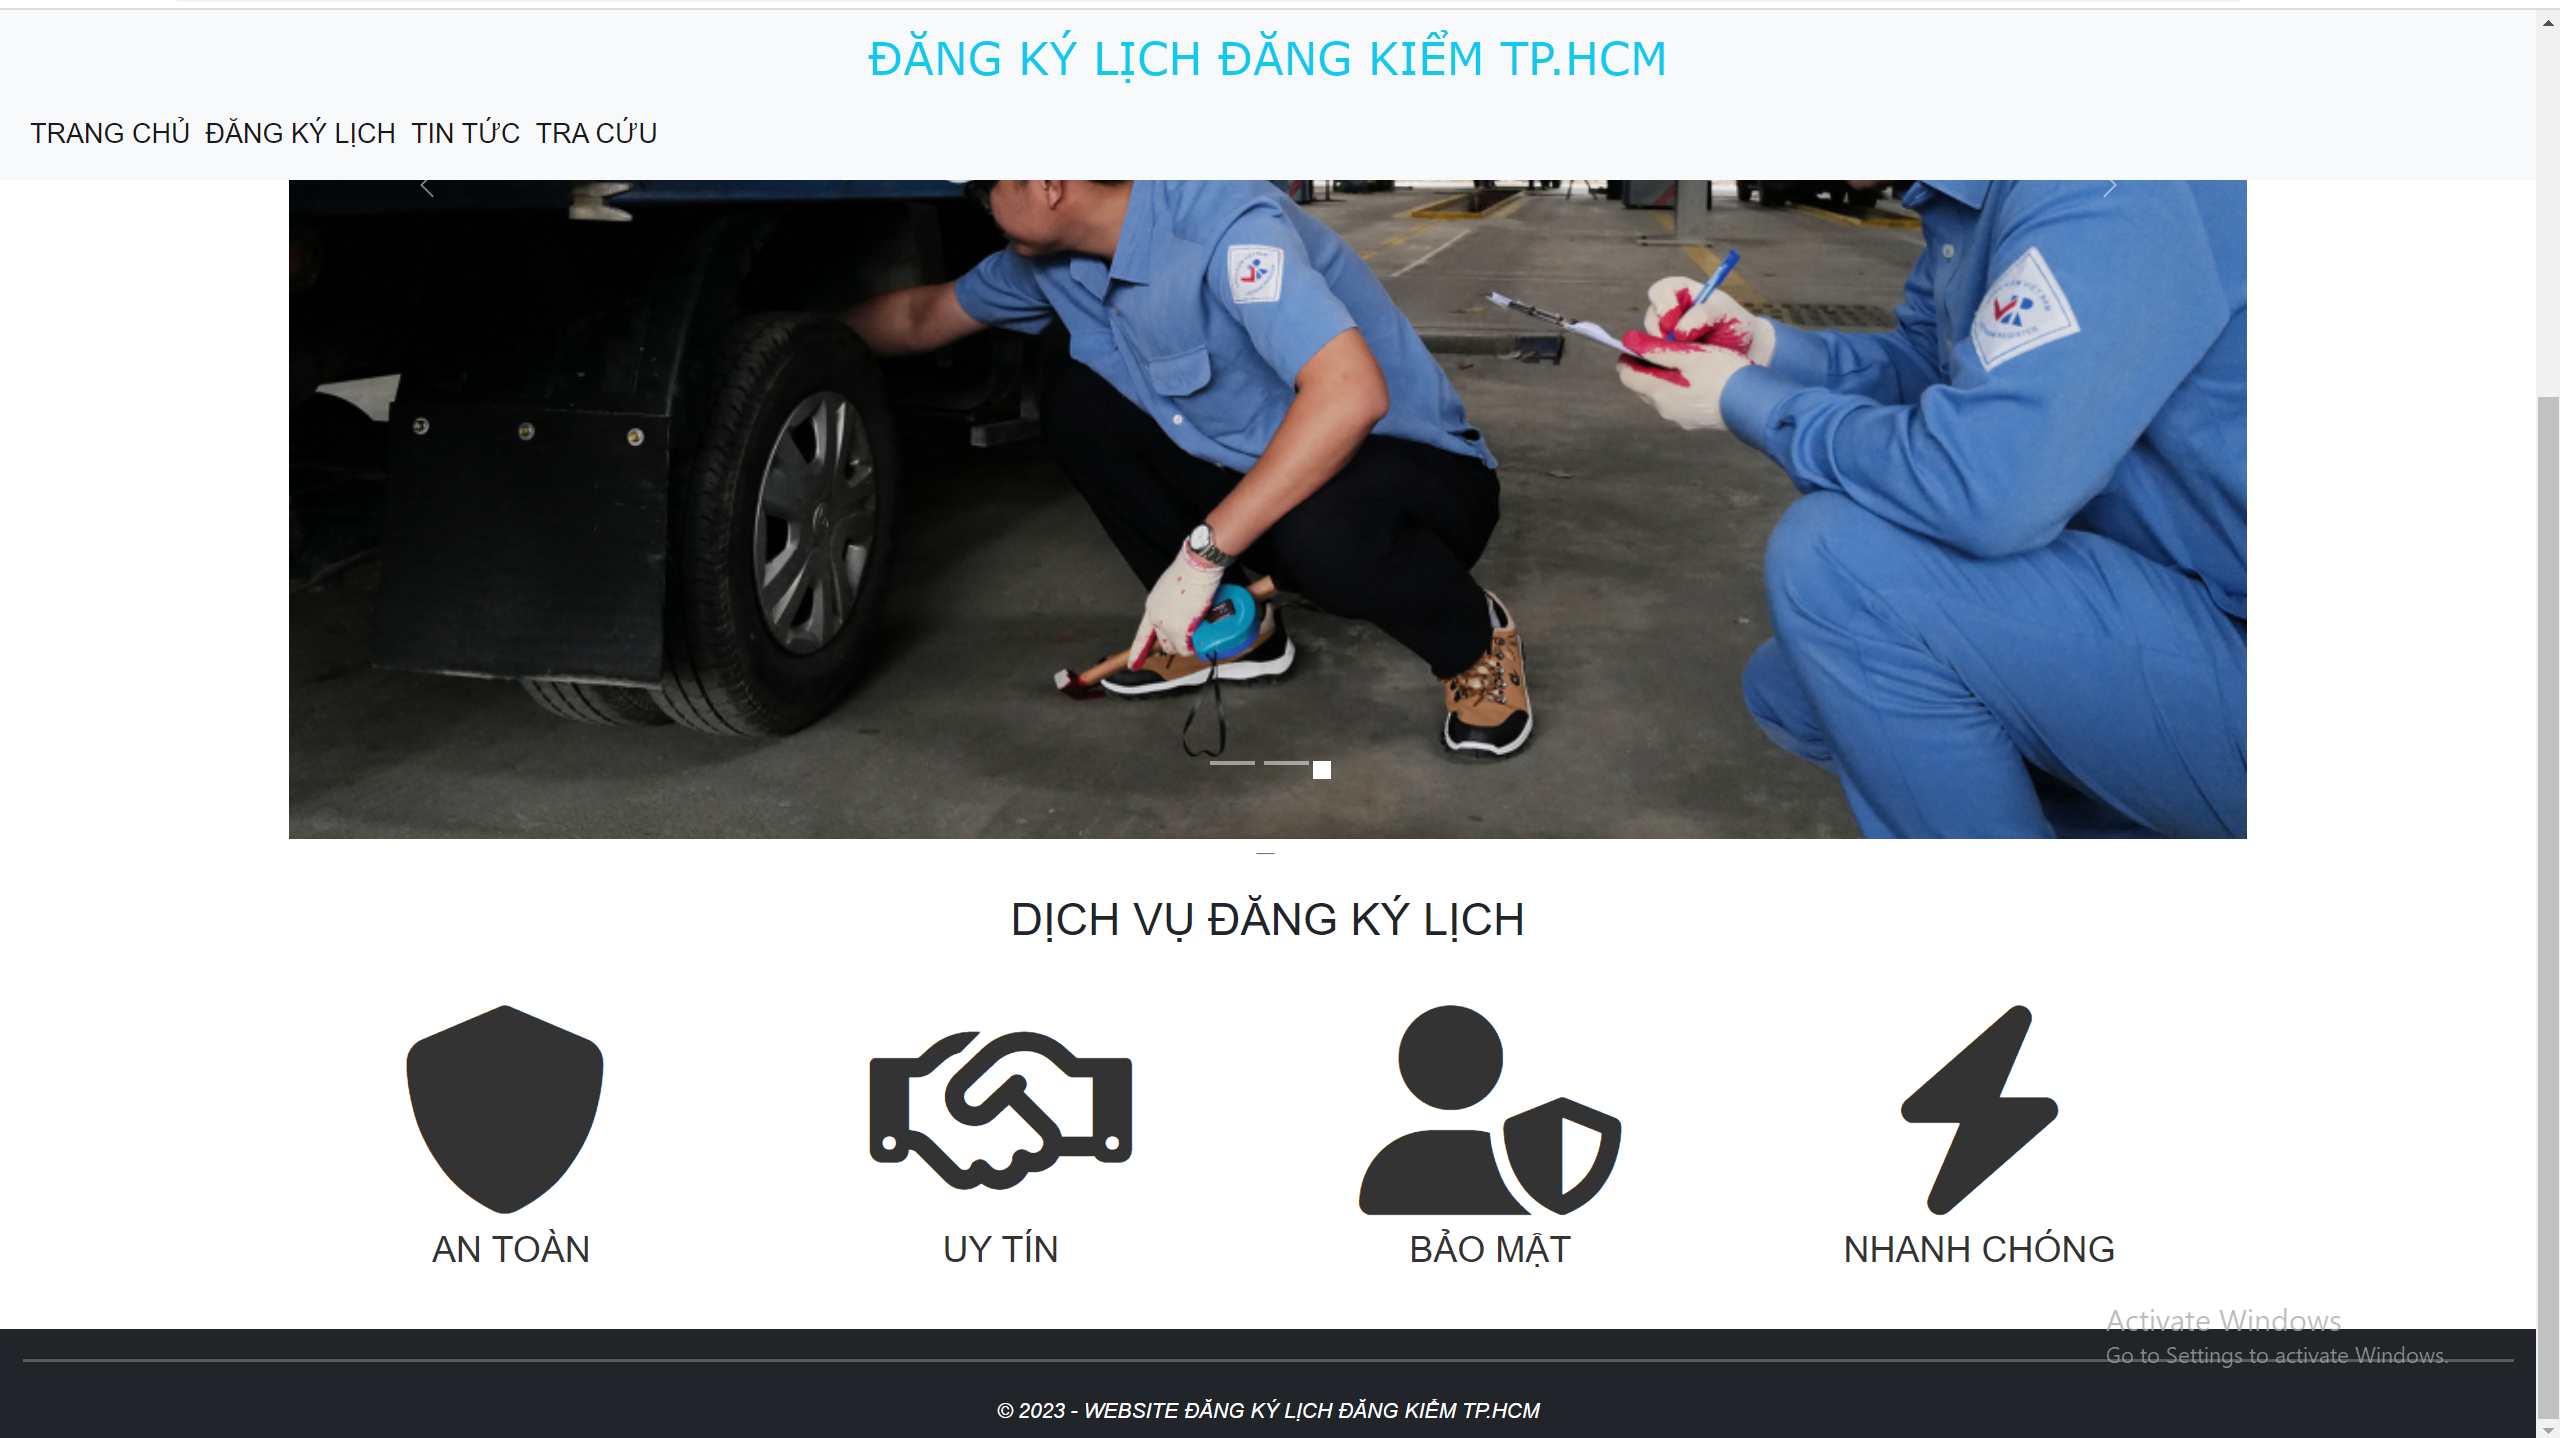 ĐĂNG KÝ LỊCH ĐĂNG KIỂM TP.HCM
TRANG CHỦ ĐĂNG KÝ LỊCH TIN TỨC TRA CỨU
DỊCH VỤ ĐĂNG KÝ LỊCH
AN TOÀN UY TÍN BẢO MẬT NHANH CHÓNG
Activate Windows
Go to Settings to activate Windows.
© 2023 - WEBSITE ĐĂNG KÝ LỊCH ĐĂNG KIỂM TP.HCM